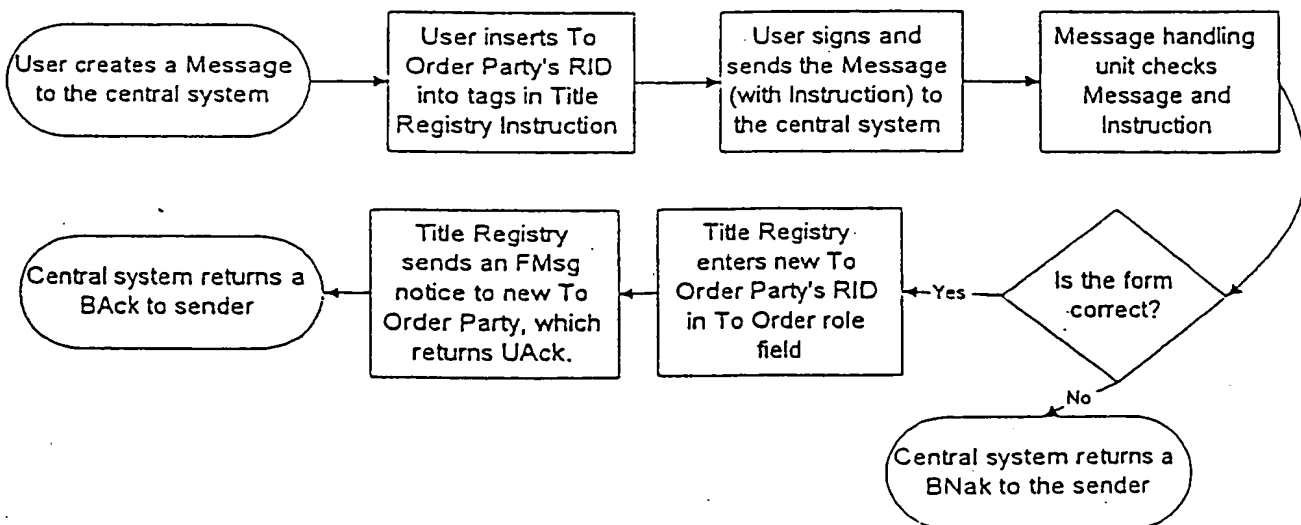 User creates a Message
to the central system
User inserts To
Order Party's RID
into tags in Title
Registry Instruction
User signs and
sends the Message
(with Instruction) to
the central system
Message handling
unit checks
Message and
Instruction
Is the form
correct?
Yes
Title Registry
enters new To
Order Party's RID
in To Order role
field
Title Registry
sends an FMsg
notice to new To
Order Party, which
returns UAck.
Central system returns a
BAck to sender
No
Central system returns a
BNak to the sender